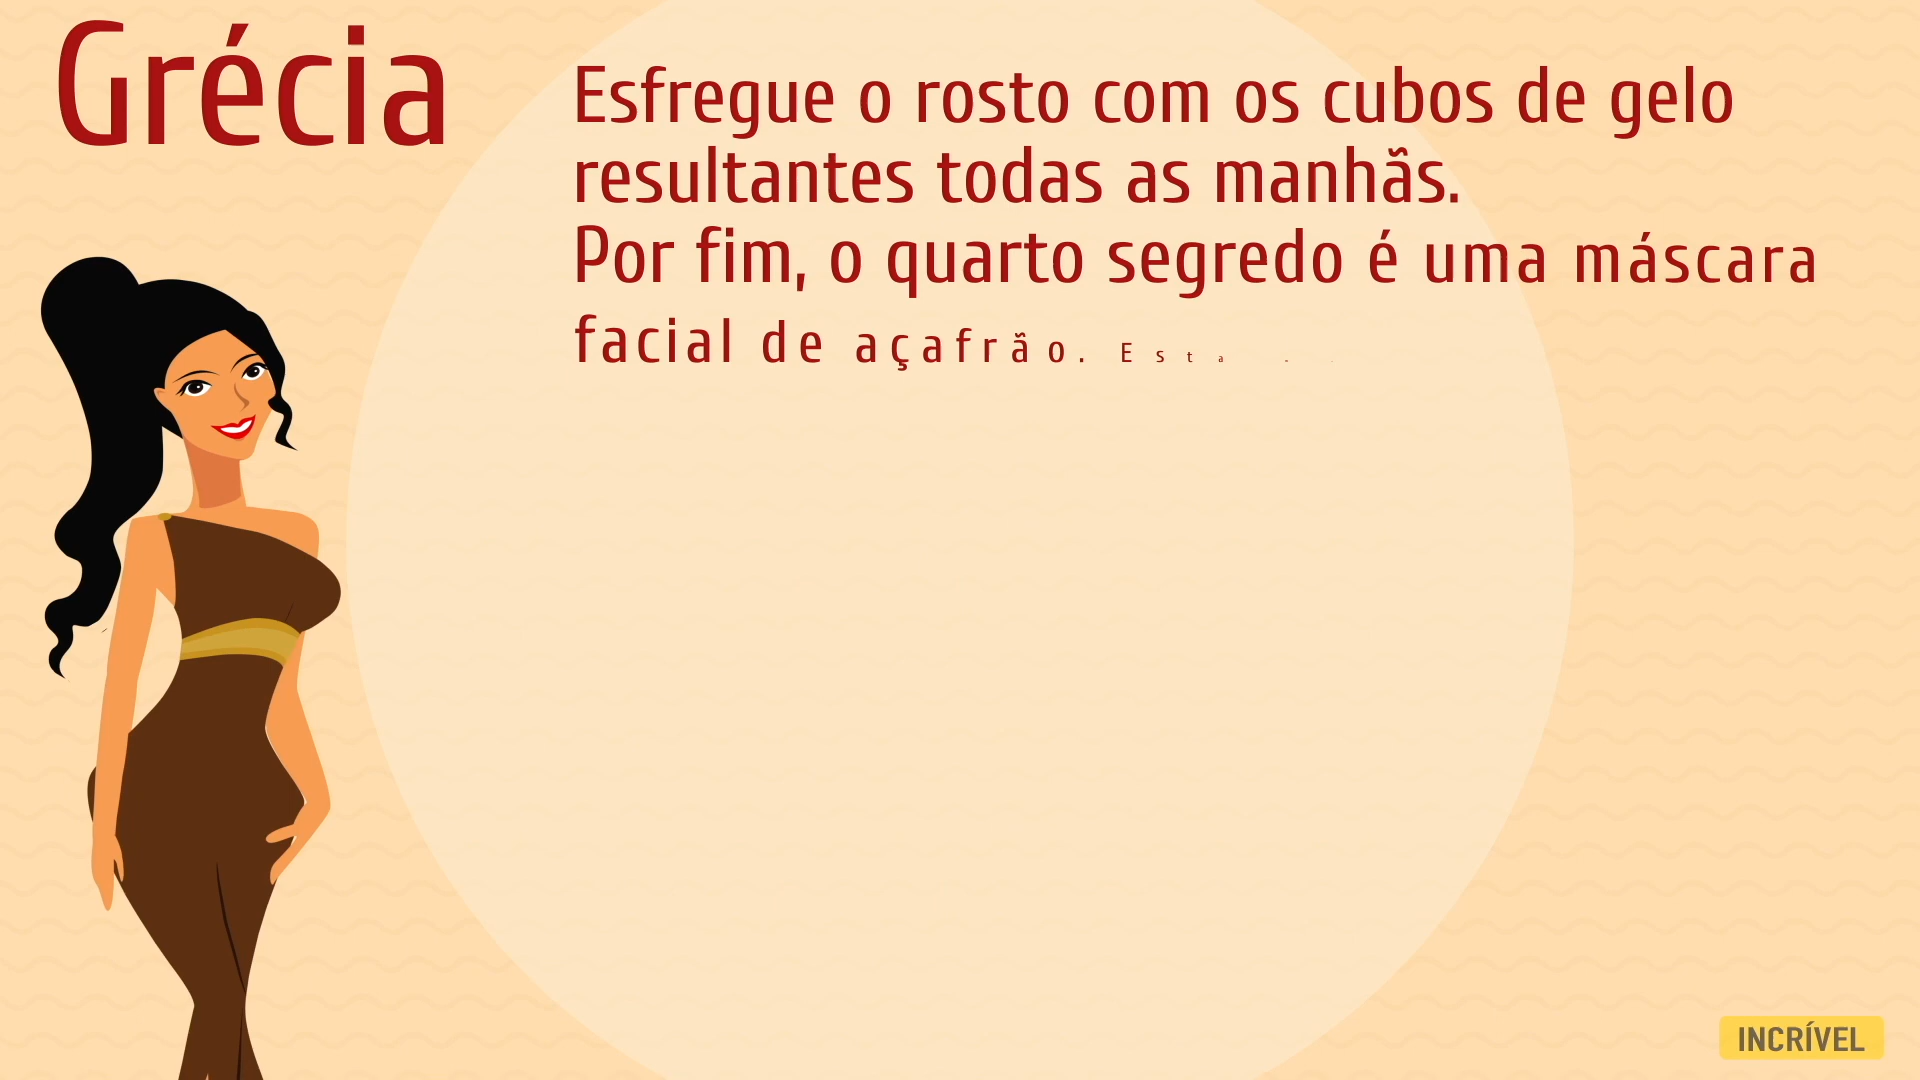 Grécia
Esfregue o rosto com os cubos de gelo
resultantes todas as manhãs.
Por fim, o quarto segredo é uma máscara
facial de açafrão. Esta
INCRÍVEL